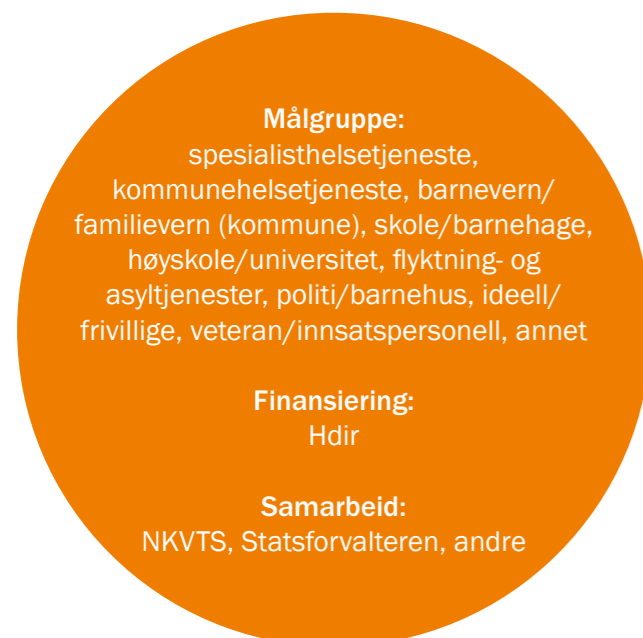 Målgruppe:
spesialisthelsetjeneste,
kommunehelsetjeneste, barnevern/
familievern (kommune), skole/barnehage,
høyskole/universitet, flyktning- og
asyltjenester, politi/barnehus, ideell/
frivillige, veteran/innsatspersonell, annet
Finansiering:
Hdir
Samarbeid:
NKVTS, Statsforvalteren, andre